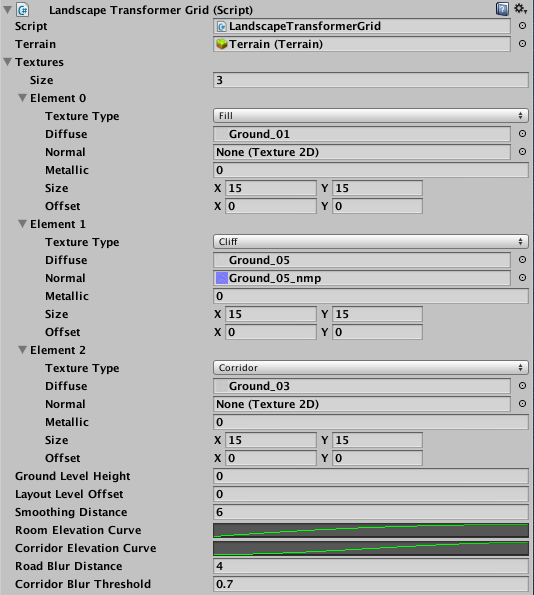 Landscape Transformer Grid (Script)
Script LandscapeTransformerGrid
Terrain Terrain (Terrain)
Textures
Size 3
Element 0
Texture Type Fill
Diffuse Ground_01
Normal None (Texture 2D)
Metallic 0
Size X 15 Y 15
Offset X 0 Y 0
Element 1
Texture Type Cliff
Diffuse Ground_05
Normal Ground_05_nmp
Metallic 0
Size X 15 Y 15
Offset X 0 Y 0
Element 2
Texture Type Corridor
Diffuse Ground_03
Normal None (Texture 2D)
Metallic 0
Size X 15 Y 15
Offset X 0 Y 0
Ground Level Height 0
Layout Level Offset 0
Smoothing Distance 6
Room Elevation Curve
Corridor Elevation Curve
Road Blur Distance 4
Corridor Blur Threshold 0.7